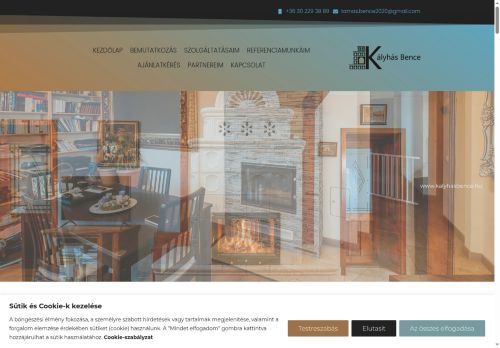 +36 30 229 38 89 tamas.bence2020@gmail.com
KEZDŐLAP BEMUTATKOZÁS SZOLGÁLTATÁSAIM REFERENCIAMUNKÁIM
AJÁNLATKÉRÉS PARTNEREIM KAPCSOLAT
Kályhás Bence
www.kalyhasbence.hu
Sütik és Cookie-k kezelése
A böngészési élmény fokozása, a személyre szabott hirdetések vagy tartalmak megjelenítése, valamint a
forgalom elemzése érdekében sütiket (cookie) használunk. A "Mindet elfogadom" gombra kattintva
hozzájárulhat a sütik használatához. Cookie-szabályzat
Testreszabás
Elutasít
Az összes elfogadása